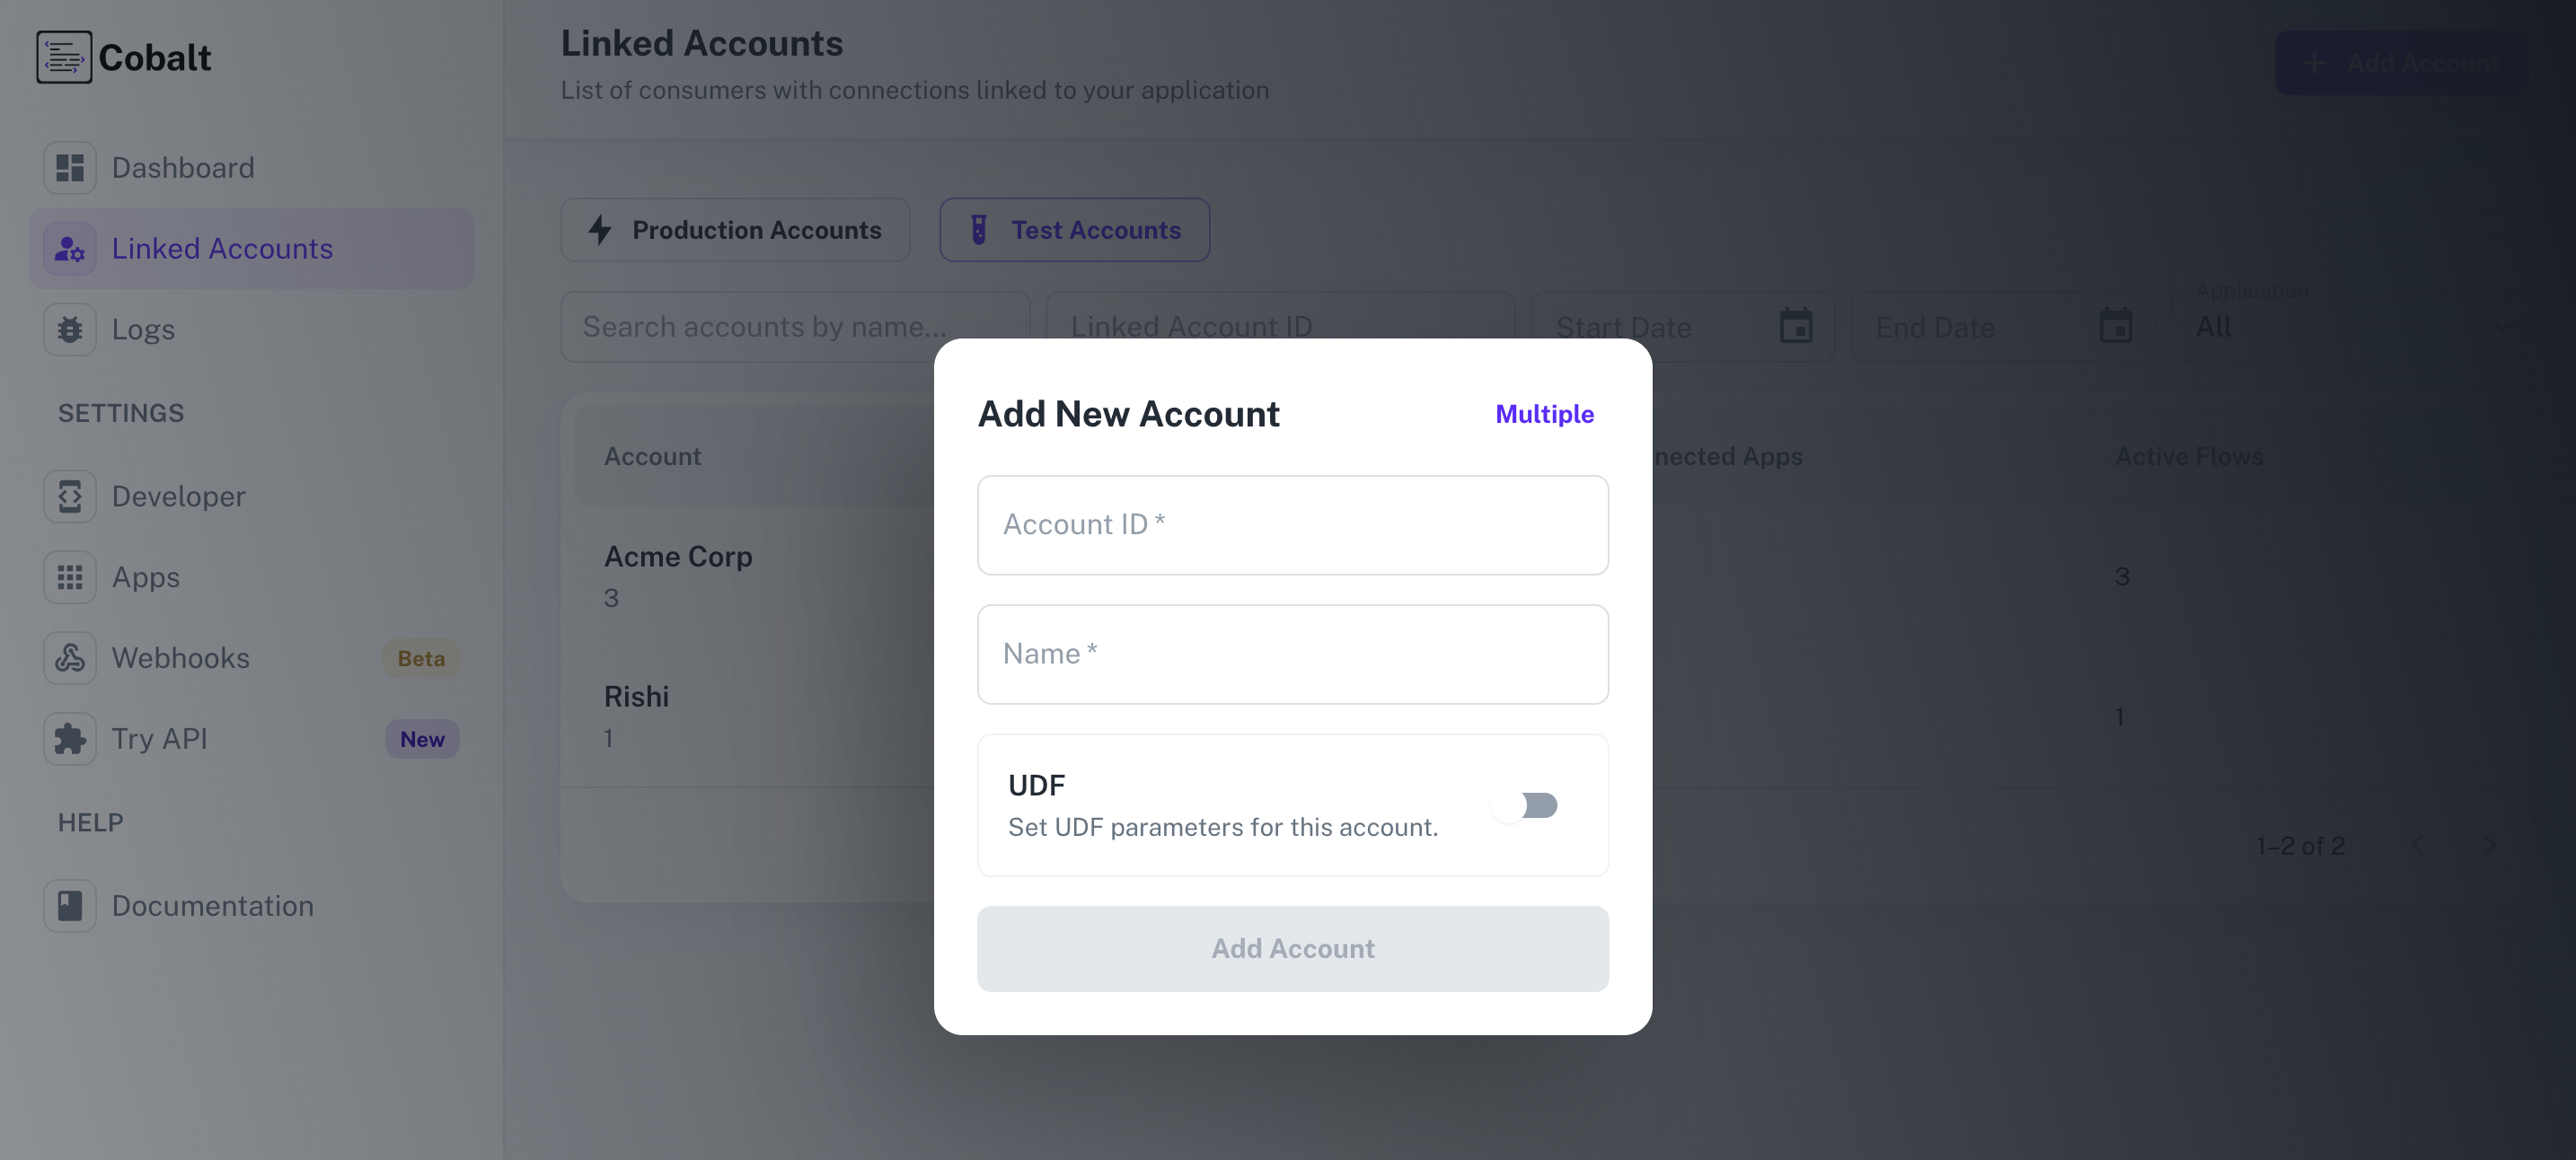 Cobalt
Dashboard
Linked Accounts
Logs
SETTINGS
Developer
Apps
Webhooks Beta
Try API New
HELP
Documentation
Linked Accounts
List of consumers with connections linked to your application
+ Add Account
Production Accounts
Test Accounts
Search accounts by name...
Linked Account ID
Start Date
End Date
Application
All
Account
nected Apps
Active Flows
Acme Corp
3
3
Rishi
1
1
1–2 of 2
Add New Account
Multiple
Account ID *
Name *
UDF
Set UDF parameters for this account.
Add Account